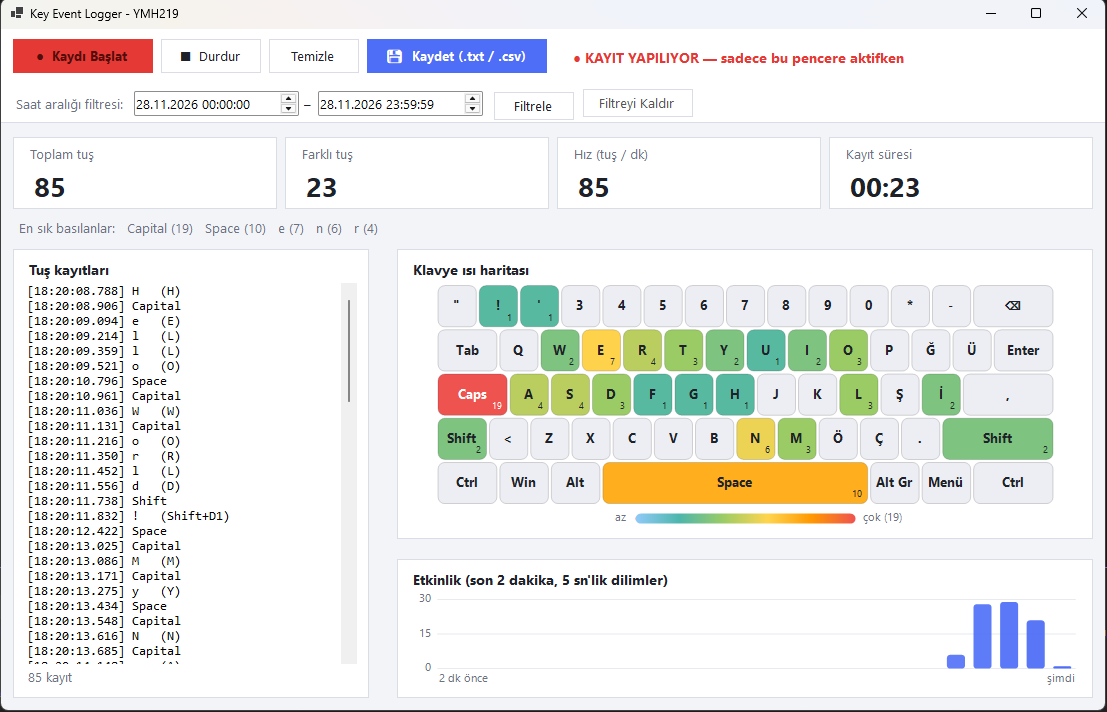 Key Event Logger - YMH219
● Kaydı Başlat ■ Durdur Temizle Kaydet (.txt / .csv) ● KAYIT YAPILIYOR — sadece bu pencere aktifken
Saat aralığı filtresi: 28.11.2026 00:00:00 – 28.11.2026 23:59:59 Filtrele Filtreyi Kaldır
Toplam tuş Farklı tuş Hız (tuş / dk) Kayıt süresi
85 23 85 00:23
En sık basılanlar: Capital (19) Space (10) e (7) n (6) r (4)
Tuş kayıtları
[18:20:08.788] H (H)
[18:20:08.906] Capital
[18:20:09.094] e (E)
[18:20:09.214] l (L)
[18:20:09.359] l (L)
[18:20:09.521] o (O)
[18:20:10.796] Space
[18:20:10.961] Capital
[18:20:11.036] W (W)
[18:20:11.131] Capital
[18:20:11.216] o (O)
[18:20:11.350] r (R)
[18:20:11.452] l (L)
[18:20:11.556] d (D)
[18:20:11.738] Shift
[18:20:11.832] ! (Shift+D1)
[18:20:12.422] Space
[18:20:13.025] Capital
[18:20:13.086] M (M)
[18:20:13.171] Capital
[18:20:13.275] y (Y)
[18:20:13.434] Space
[18:20:13.548] Capital
[18:20:13.616] N (N)
[18:20:13.685] Capital
85 kayıt
Klavye ısı haritası
" ! 1 ' 1 3 4 5 6 7 8 9 0 * - ⌫
Tab Q W 2 E 7 R 4 T 3 Y 2 U 1 I 2 O 3 P Ğ Ü Enter
Caps 19 A 4 S 4 D 3 F 1 G 1 H 1 J K L 3 Ş İ 2 ,
Shift 2 < Z X C V B N 6 M 3 Ö Ç . Shift 2
Ctrl Win Alt Space 10 Alt Gr Menü Ctrl
az çok (19)
Etkinlik (son 2 dakika, 5 sn'lik dilimler)
30
15
0
2 dk önce şimdi